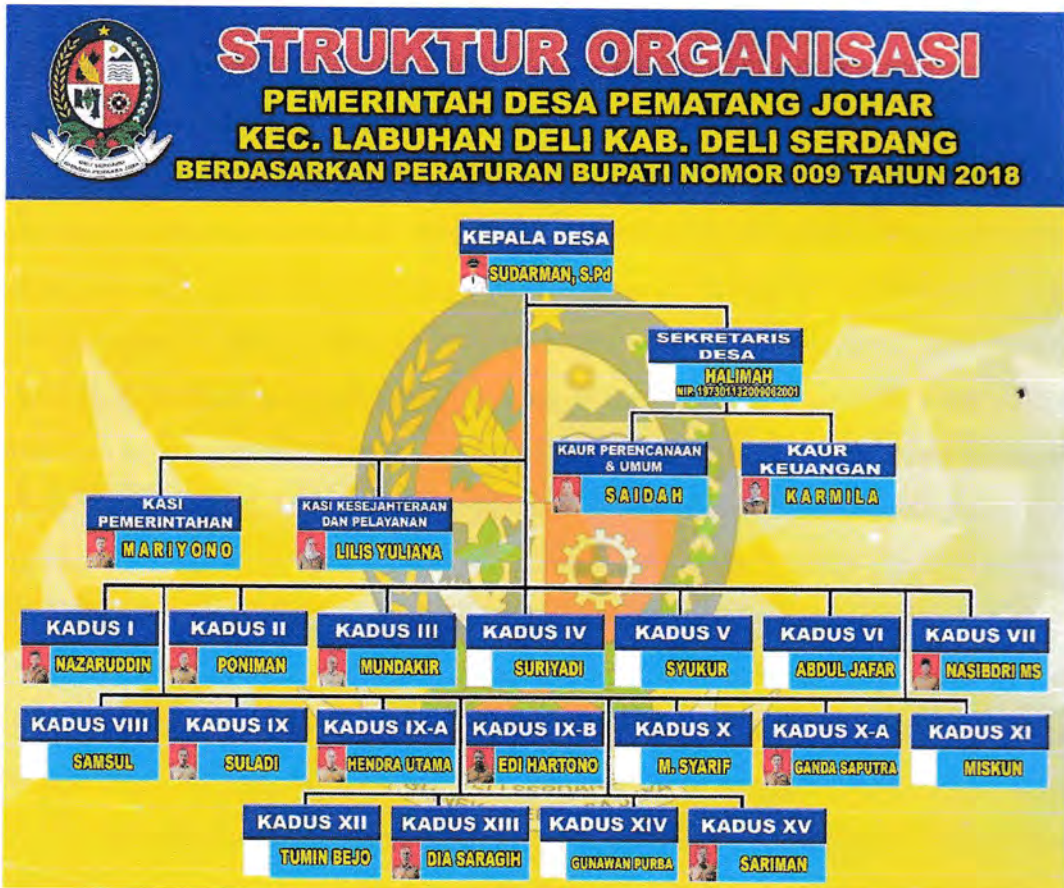 STRUKTUR ORGANISASI
PEMERINTAH DESA PEMATANG JOHAR
KEC. LABUHAN DELI KAB. DELI SERDANG
BERDASARKAN PERATURAN BUPATI NOMOR 009 TAHUN 2018
KEPALA DESA
SUDARMAN, S.Pd
SEKRETARIS
DESA
HALIMAH
NIP. 197301132009062001
KAUR PERENCANAAN
& UMUM
SAIDAH
KAUR
KEUANGAN
KARMILA
KASI
PEMERINTAHAN
MARIYONO
KASI KESEJAHTERAAN
DAN PELAYANAN
LILIS YULIANA
KADUS I
NAZARUDDIN
KADUS II
PONIMAN
KADUS III
MUNDAKIR
KADUS IV
SURIYADI
KADUS V
SYUKUR
KADUS VI
ABDUL JAFAR
KADUS VII
NASIBDRI MS
KADUS VIII
SAMSUL
KADUS IX
SULADI
KADUS IX-A
HENDRA UTAMA
KADUS IX-B
EDI HARTONO
KADUS X
M. SYARIF
KADUS X-A
GANDA SAPUTRA
KADUS XI
MISKUN
KADUS XII
TUMIN BEJO
KADUS XIII
DIA SARAGIH
KADUS XIV
GUNAWAN PURBA
KADUS XV
SARIMAN